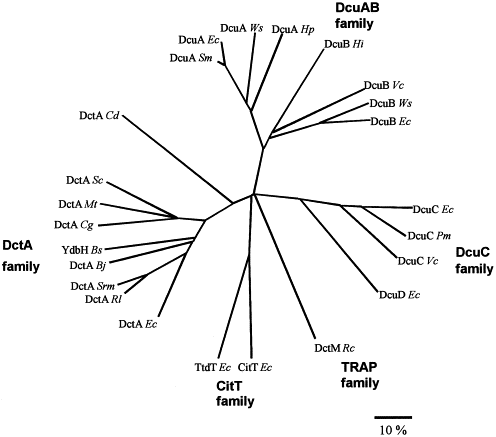 DcuAB
family
DcuA Ws
DcuA Hp
DcuA Ec
DcuB Hi
DcuA Sm
DcuB Vc
DcuB Ws
DcuB Ec
DctA Cd
DctA Sc
DctA Mt
DctA Cg
DctA
family
YdbH Bs
DctA Bj
DctA Srm
DctA Rl
DctA Ec
DcuC Ec
DcuC Pm
DcuC
family
DcuC Vc
DcuD Ec
DctM Rc
TRAP
family
TtdT Ec
CitT Ec
CitT
family
10 %